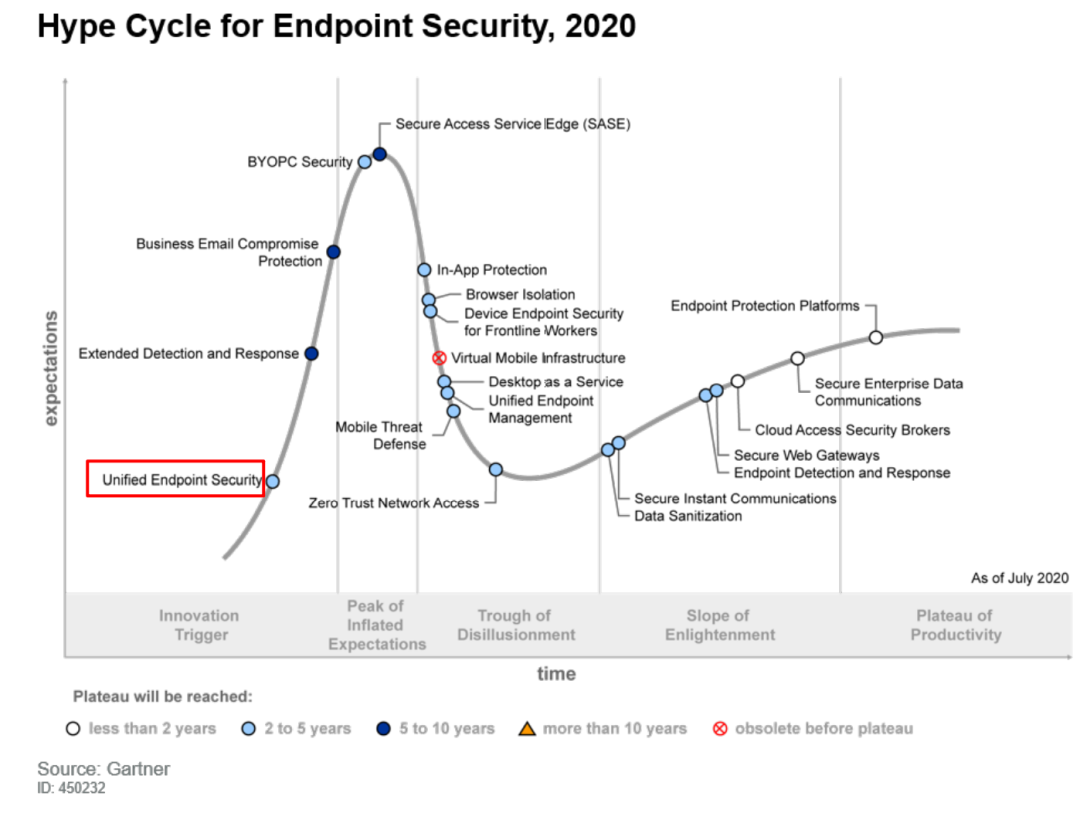 Hype Cycle for Endpoint Security, 2020
expectations
Secure Access Service Edge (SASE)
BYOPC Security
Business Email Compromise
Protection
In-App Protection
Browser Isolation
Device Endpoint Security
for Frontline Workers
Endpoint Protection Platforms
Extended Detection and Response
Virtual Mobile Infrastructure
Desktop as a Service
Unified Endpoint
Management
Secure Enterprise Data
Communications
Mobile Threat
Defense
Cloud Access Security Brokers
Secure Web Gateways
Endpoint Detection and Response
Unified Endpoint Security
Zero Trust Network Access
Secure Instant Communications
Data Sanitization
As of July 2020
Innovation
Trigger
Peak of
Inflated
Expectations
Trough of
Disillusionment
Slope of
Enlightenment
Plateau of
Productivity
time
Plateau will be reached:
less than 2 years
2 to 5 years
5 to 10 years
more than 10 years
obsolete before plateau
Source: Gartner
ID: 450232